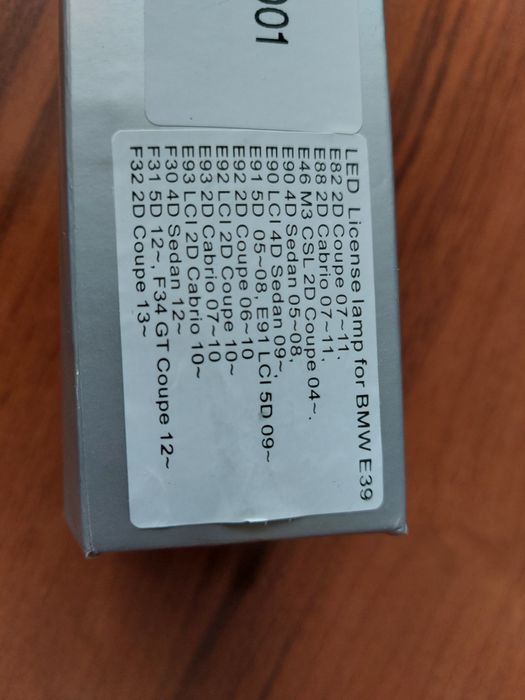 001
LED License lamp for BMW E39
E82 2D Coupe 07~11,
E88 2D Cabrio 07~11,
E46 M3 CSL 2D Coupe 04~,
E90 4D Sedan 05~08,
E90 LCI 4D Sedan 09~,
E91 5D 05~08, E91 LCI 5D 09~
E92 2D Coupe 06~10
E92 LCI 2D Coupe 10~
E93 2D Cabrio 07~10
E93 LCI 2D Cabrio 10~
F30 4D Sedan 12~
F31 5D 12~, F34 GT Coupe 12~
F32 2D Coupe 13~